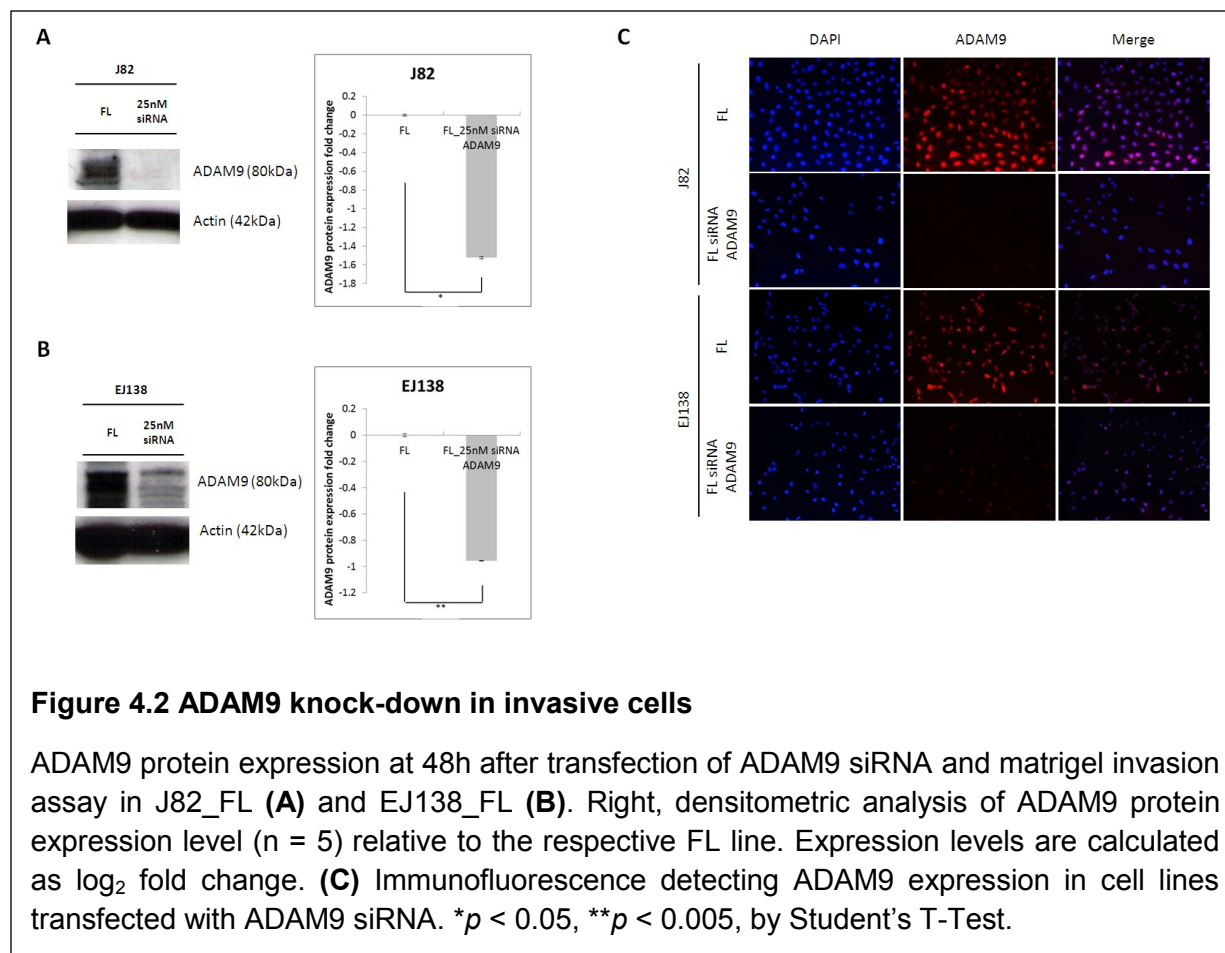 A
J82
FL
25nM
siRNA
ADAM9 (80kDa)
Actin (42kDa)
J82
ADAM9 protein expression fold change
0.2
0
-0.2
-0.4
-0.6
-0.8
-1
-1.2
-1.4
-1.6
-1.8
FL
FL_25nM siRNA
ADAM9
*
B
EJ138
FL
25nM
siRNA
ADAM9 (80kDa)
Actin (42kDa)
EJ138
ADAM9 protein expression fold change
0.2
0
-0.2
-0.4
-0.6
-0.8
-1
-1.2
FL
FL_25nM siRNA
ADAM9
**
C
DAPI
ADAM9
Merge
J82
FL
FL siRNA
ADAM9
EJ138
FL
FL siRNA
ADAM9
Figure 4.2 ADAM9 knock-down in invasive cells
ADAM9 protein expression at 48h after transfection of ADAM9 siRNA and matrigel invasion
assay in J82_FL (A) and EJ138_FL (B). Right, densitometric analysis of ADAM9 protein
expression level (n = 5) relative to the respective FL line. Expression levels are calculated
as log₂ fold change. (C) Immunofluorescence detecting ADAM9 expression in cell lines
transfected with ADAM9 siRNA. *p < 0.05, **p < 0.005, by Student’s T-Test.